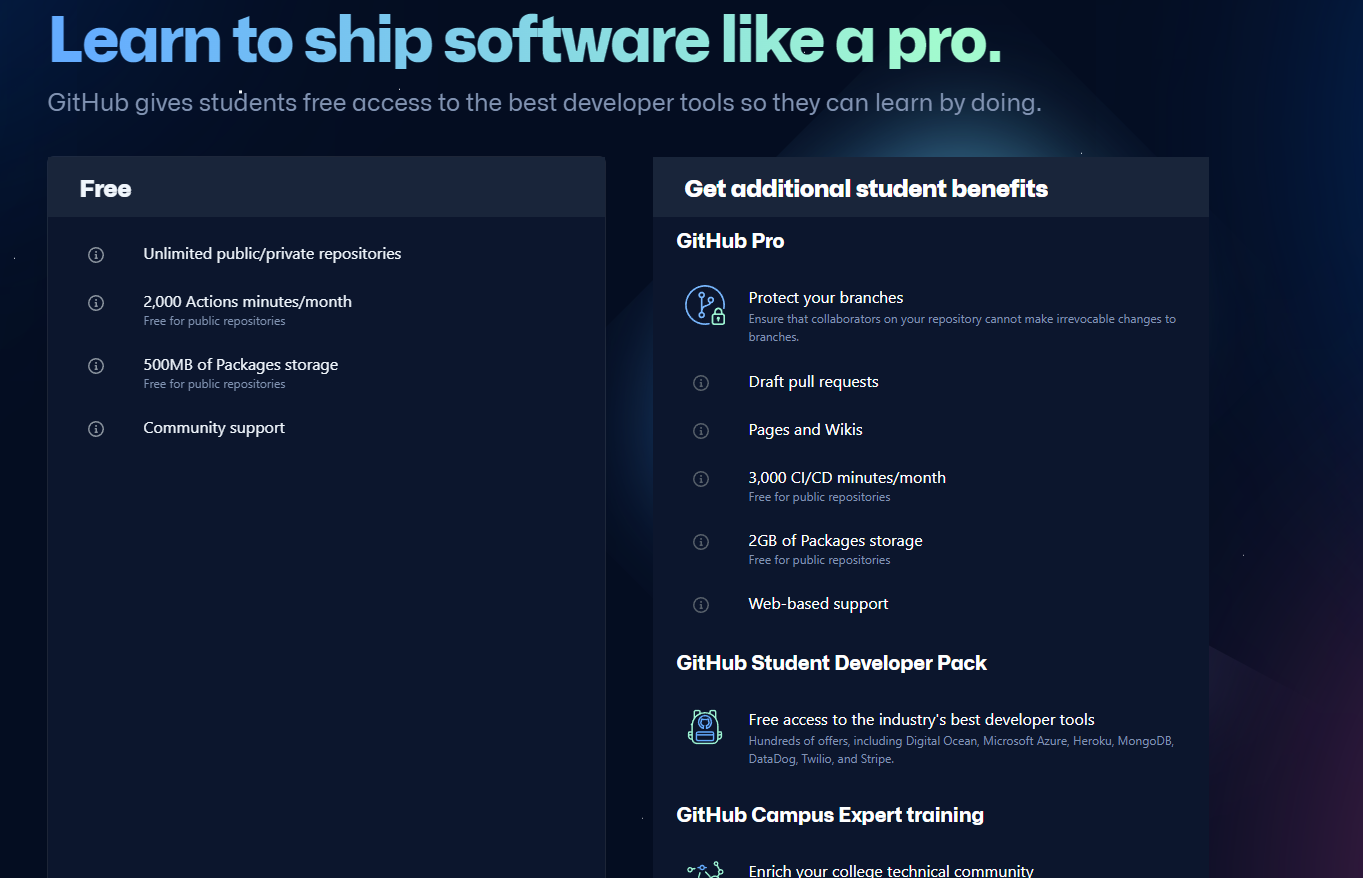 Learn to ship software like a pro.
GitHub gives students free access to the best developer tools so they can learn by doing.
Free
Unlimited public/private repositories
2,000 Actions minutes/month
Free for public repositories
500MB of Packages storage
Free for public repositories
Community support
Get additional student benefits
GitHub Pro
Protect your branches
Ensure that collaborators on your repository cannot make irrevocable changes to
branches.
Draft pull requests
Pages and Wikis
3,000 CI/CD minutes/month
Free for public repositories
2GB of Packages storage
Free for public repositories
Web-based support
GitHub Student Developer Pack
Free access to the industry's best developer tools
Hundreds of offers, including Digital Ocean, Microsoft Azure, Heroku, MongoDB,
DataDog, Twilio, and Stripe.
GitHub Campus Expert training
Enrich your college technical community